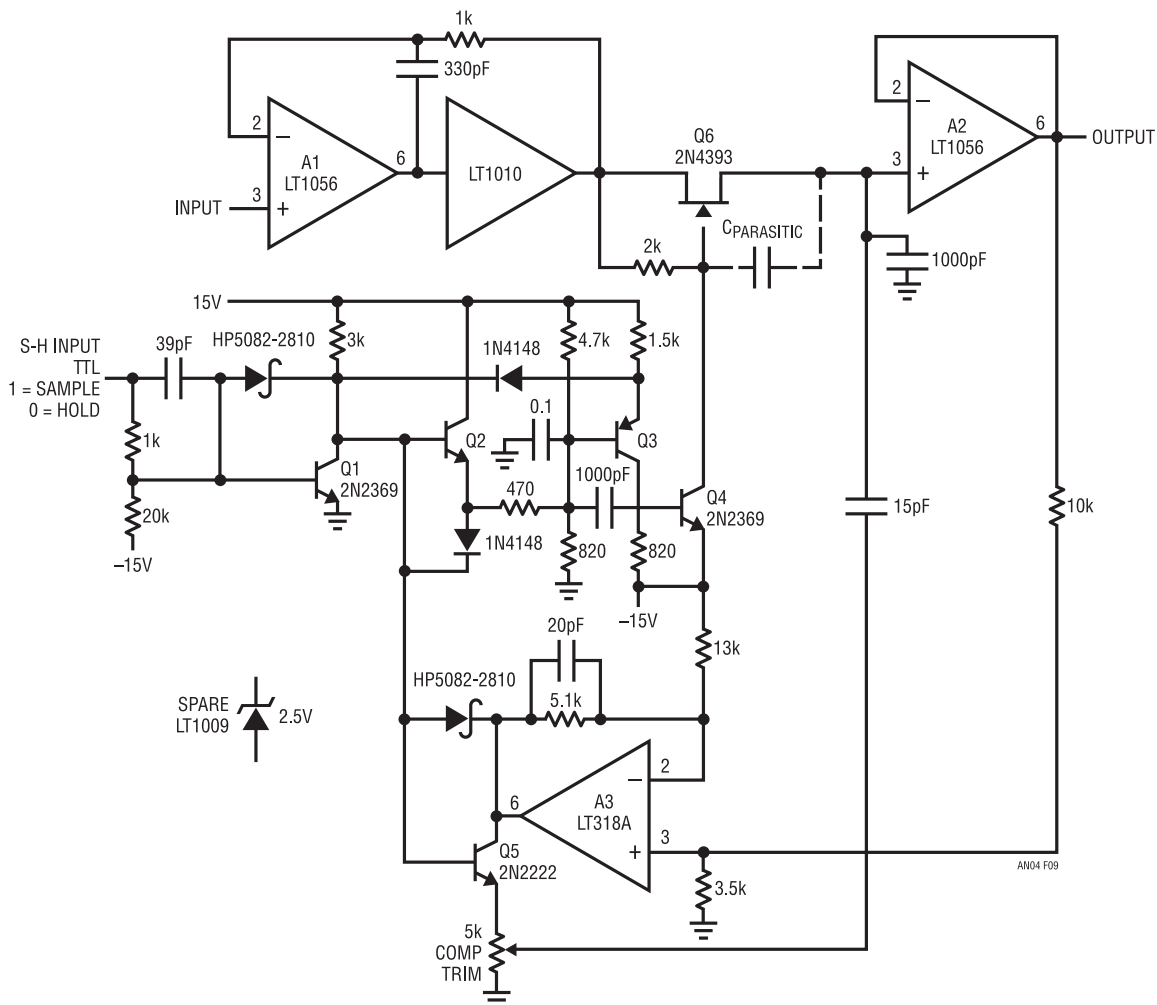 1k
330pF
2
A1
LT1056
6
3
INPUT
LT1010
Q6
2N4393
2
A2
LT1056
6
3
OUTPUT
2k
CPARASITIC
1000pF
15V
S-H INPUT
TTL
1 = SAMPLE
0 = HOLD
39pF
HP5082-2810
3k
1N4148
4.7k
1.5k
1k
20k
–15V
Q1
2N2369
Q2
0.1
Q3
1000pF
470
1N4148
820
820
–15V
Q4
2N2369
15pF
10k
13k
20pF
5.1k
HP5082-2810
SPARE
LT1009
2.5V
6
A3
LT318A
2
3
Q5
2N2222
5k
COMP
TRIM
3.5k
AN04 F09